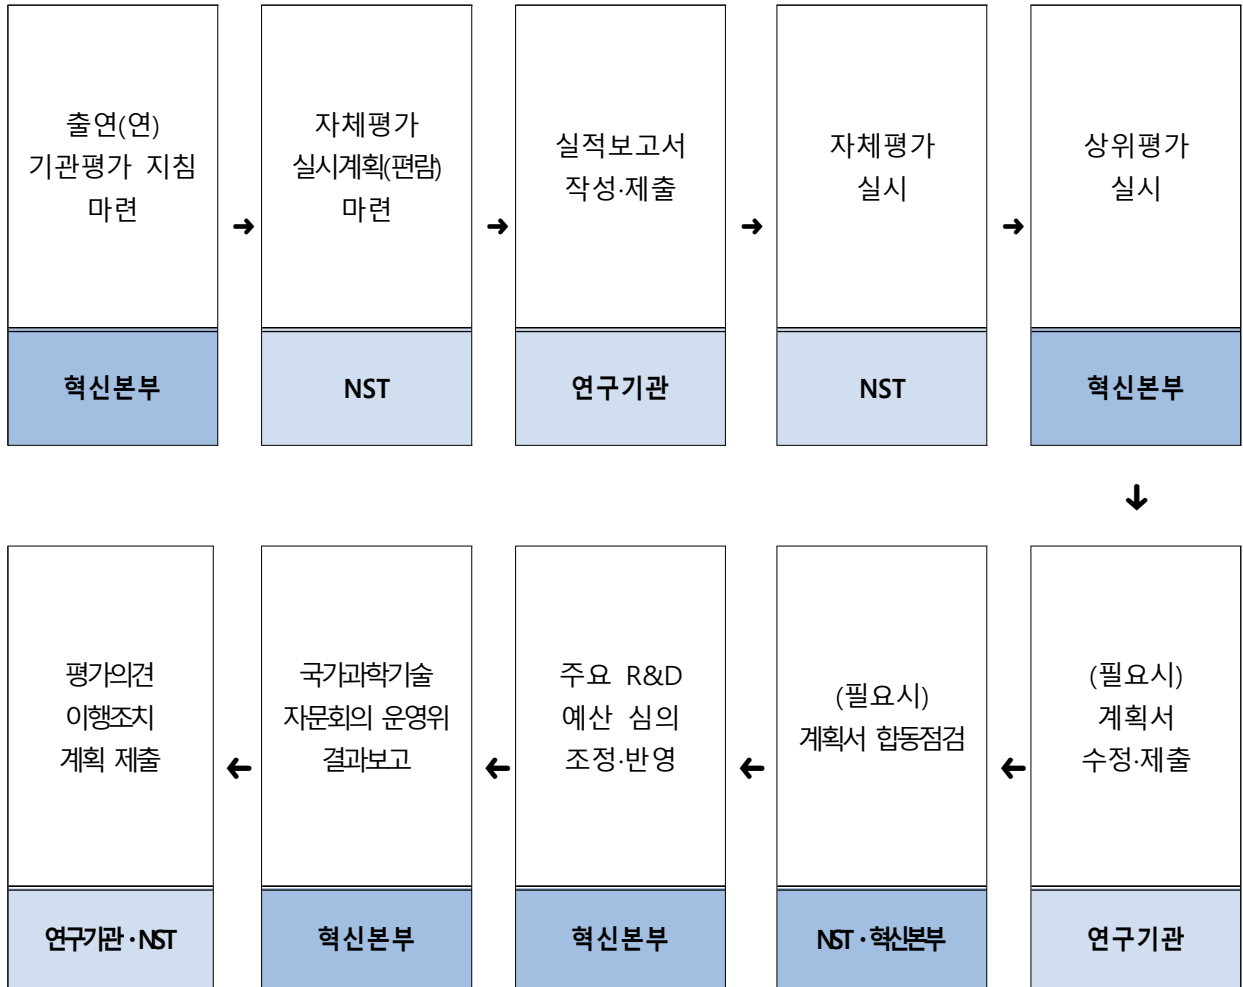 출연(연)
기관평가 지침
마련
혁신본부
➜
자체평가
실시계획(편람)
마련
NST
➜
실적보고서
작성·제출
연구기관
➜
자체평가
실시
NST
➜
상위평가
실시
혁신본부
➜
(필요시)
계획서
수정·제출
연구기관
(필요시)
계획서 합동점검
NST·혁신본부
주요 R&D
예산 심의
조정·반영
혁신본부
국가과학기술
자문회의 운영위
결과보고
혁신본부
평가의견
이행조치
계획 제출
연구기관·NST